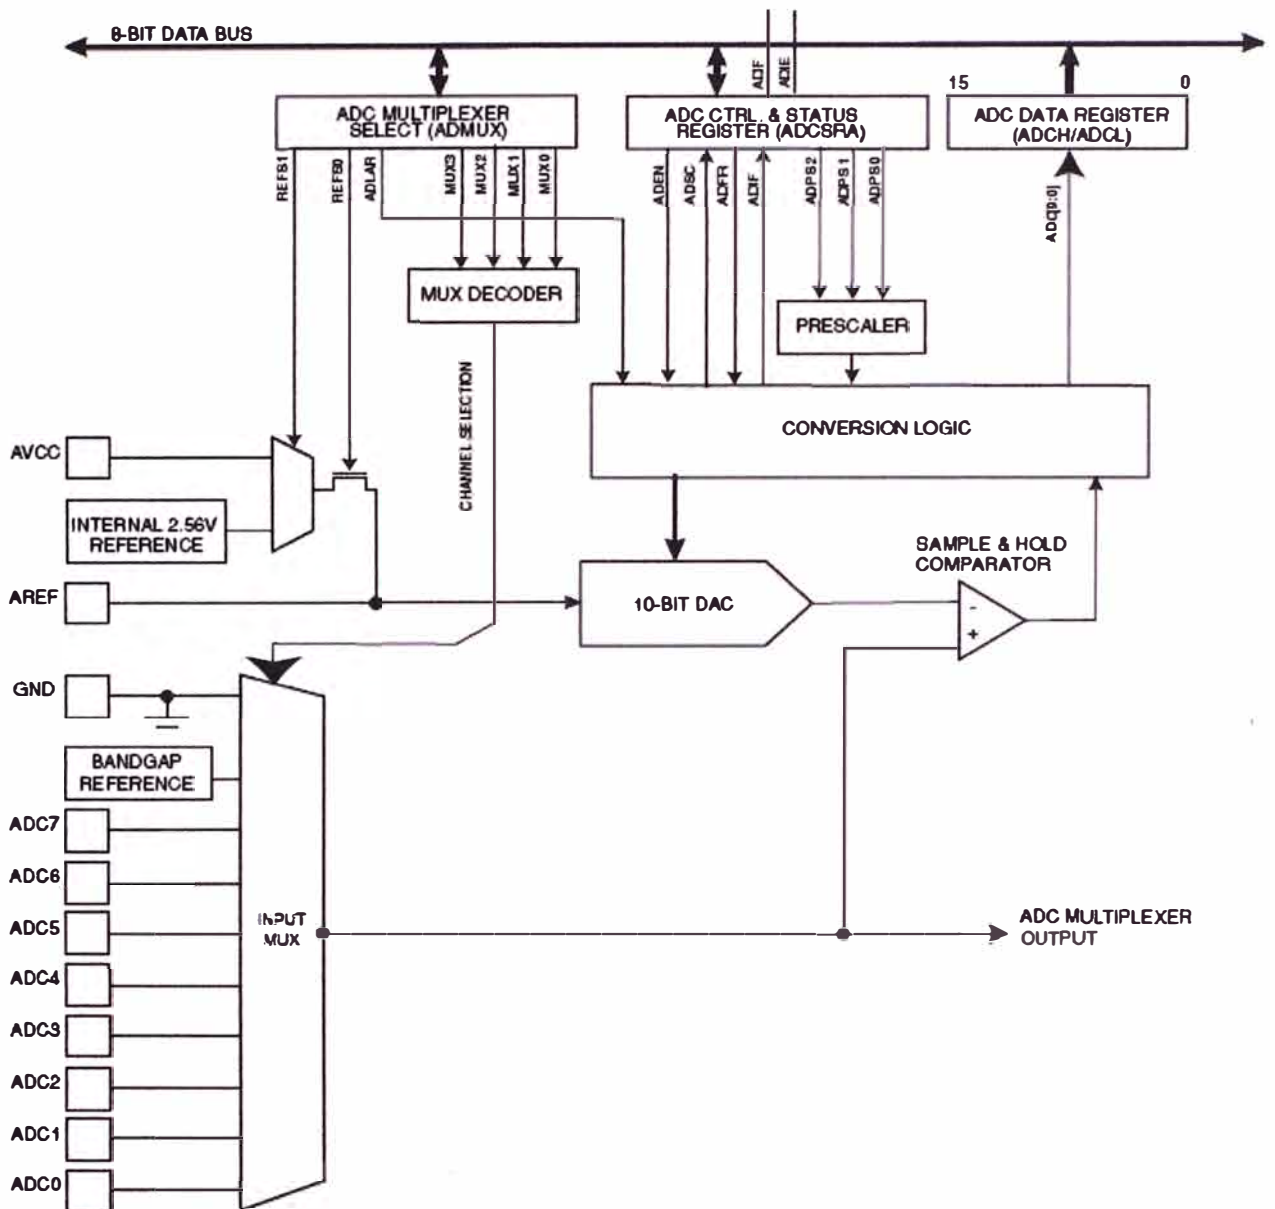 8-BIT DATA BUS
ADIF
ADIE
15
0
ADC MULTIPLEXER
SELECT (ADMUX)
ADC CTRL. & STATUS
REGISTER (ADCSRA)
ADC DATA REGISTER
(ADCH/ADCL)
REFS1
REFS0
ADLAR
MUX3
MUX2
MUX1
MUX0
ADEN
ADSC
ADFR
ADIF
ADPS2
ADPS1
ADPS0
ADC[9:0]
MUX DECODER
PRESCALER
CHANNEL SELECTION
CONVERSION LOGIC
AVCC
INTERNAL 2.56V
REFERENCE
SAMPLE & HOLD
COMPARATOR
AREF
10-BIT DAC
-
+
GND
BANDGAP
REFERENCE
ADC7
ADC6
ADC5
INPUT
MUX
ADC MULTIPLEXER
OUTPUT
ADC4
ADC3
ADC2
ADC1
ADC0